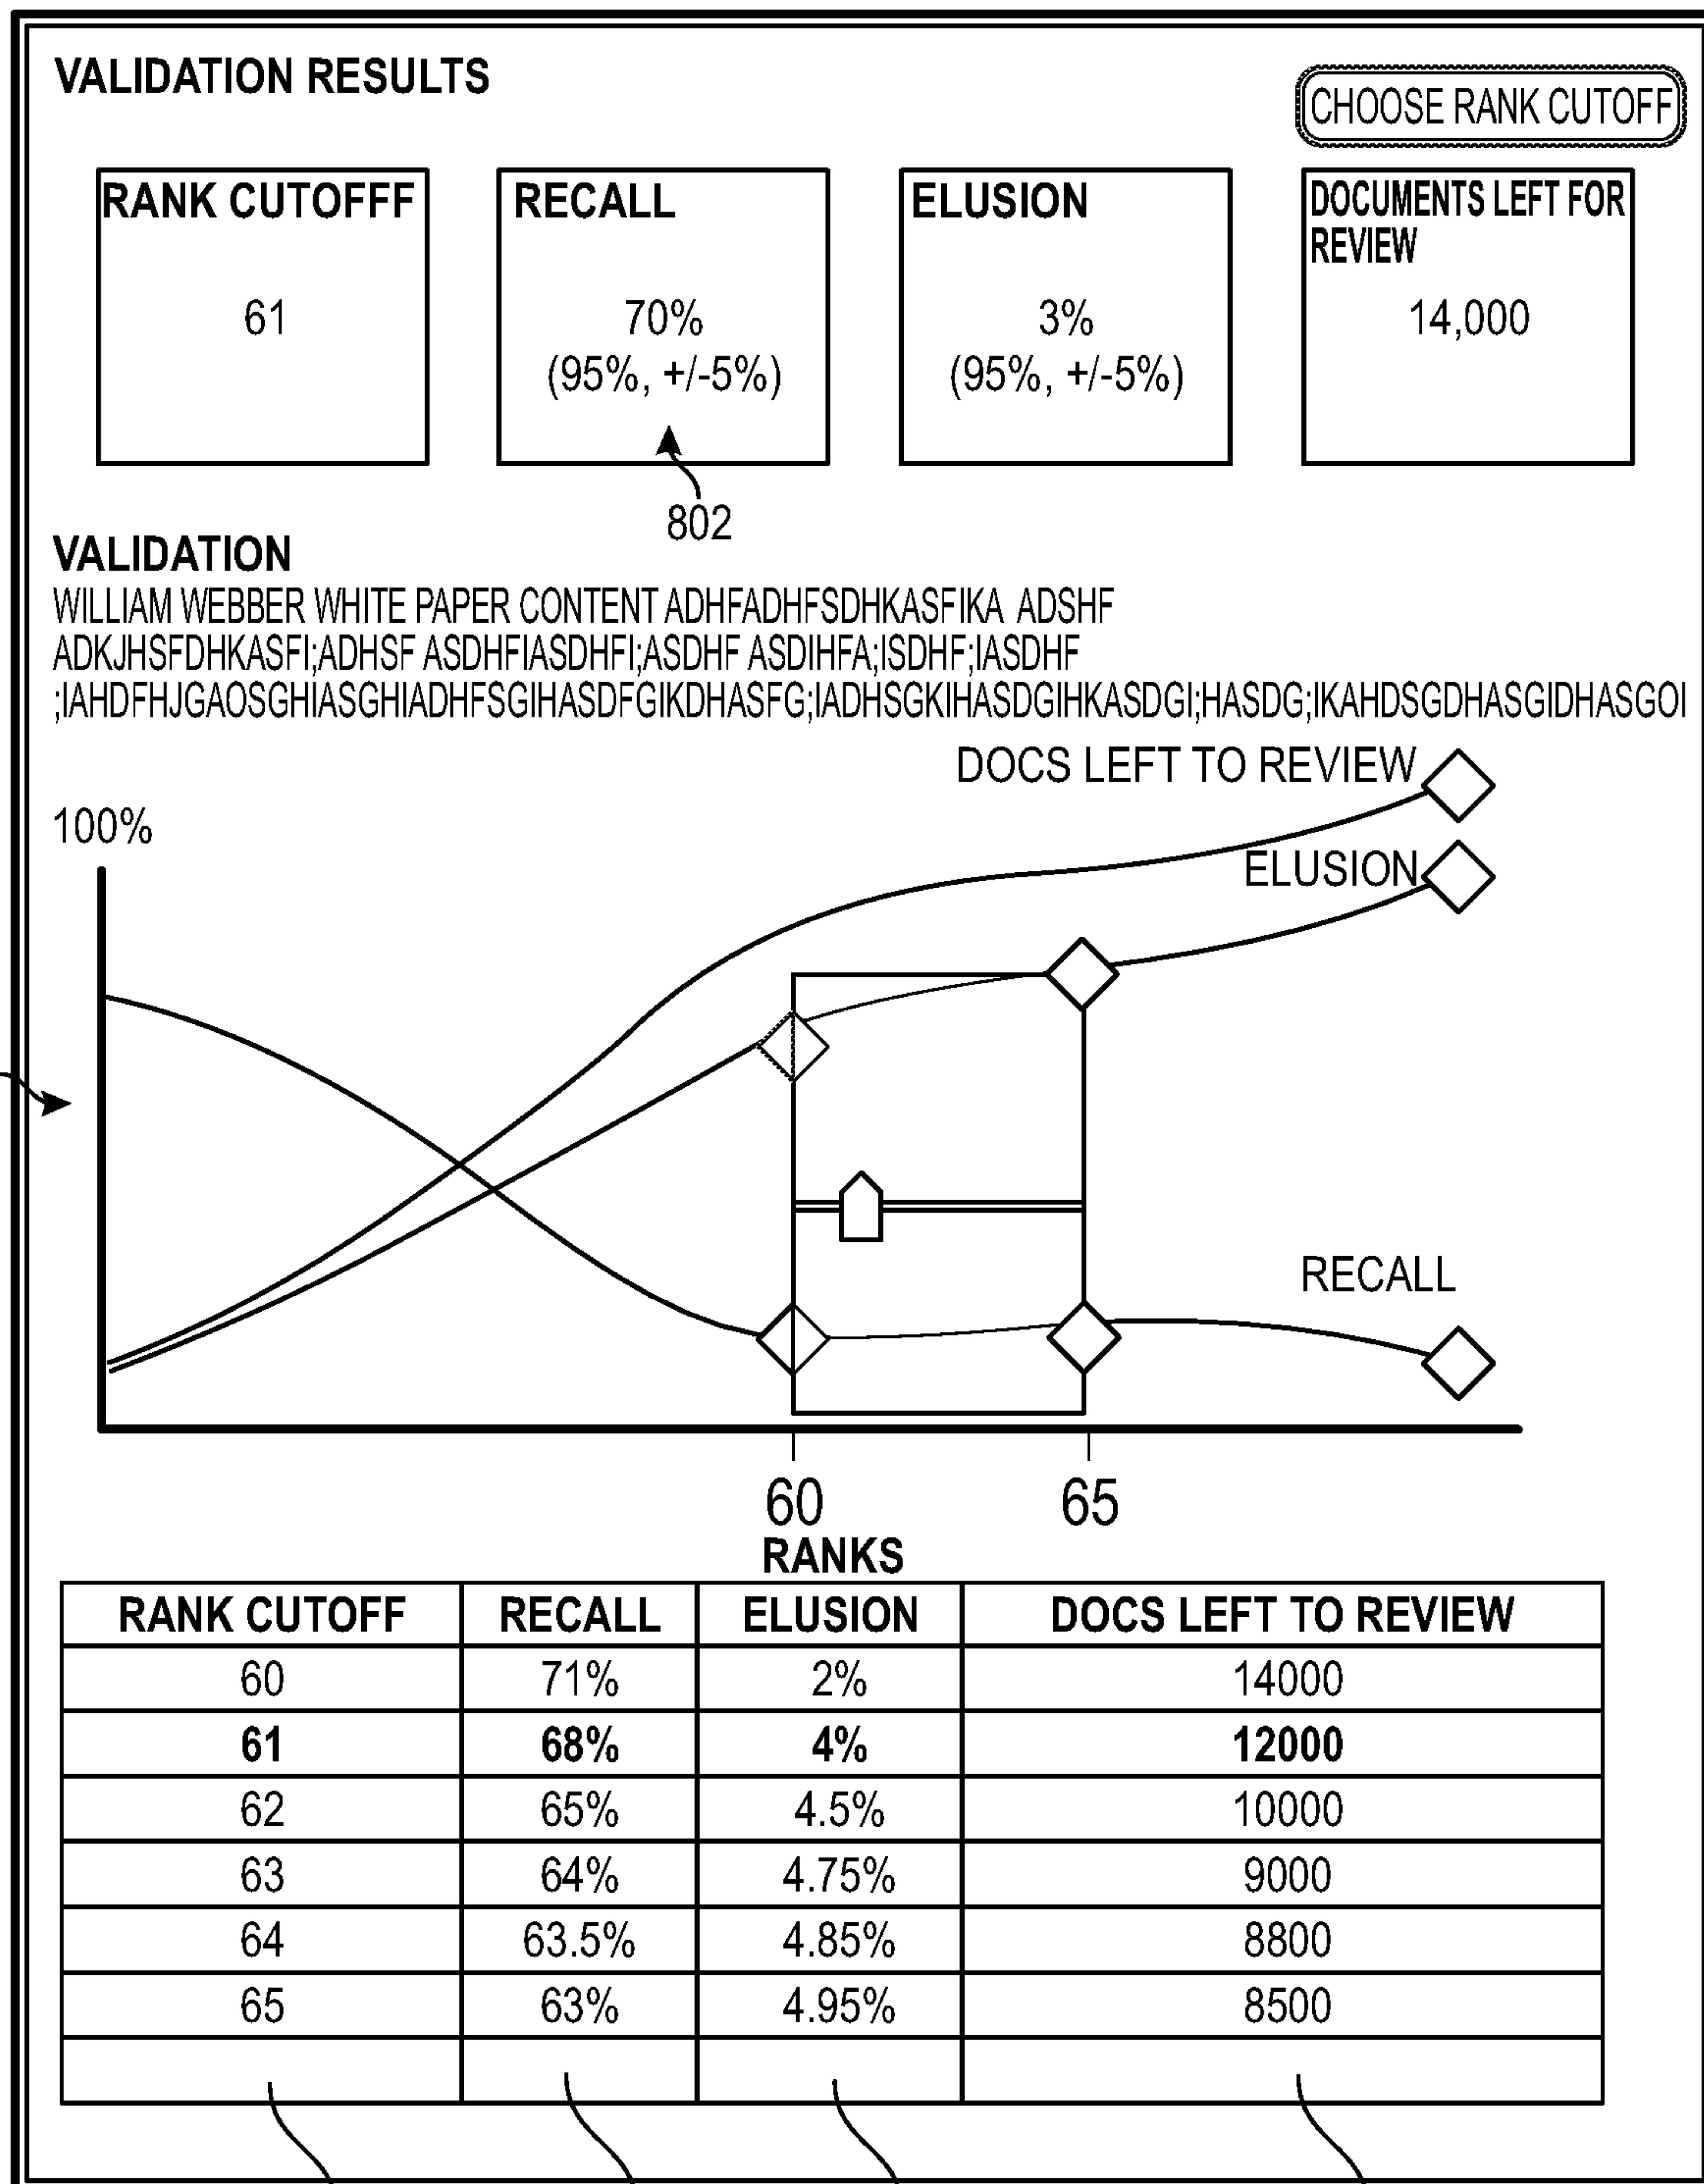 VALIDATION RESULTS
CHOOSE RANK CUTOFF
RANK CUTOFFF
61
RECALL
70%
(95%, +/-5%)
ELUSION
3%
(95%, +/-5%)
DOCUMENTS LEFT FOR
REVIEW
14,000
802
VALIDATION
WILLIAM WEBBER WHITE PAPER CONTENT ADHFADHFSDHKASFIKA ADSHF
ADKJHSFDHKASFI;ADHSF ASDHFIASDHFI;ASDHF ASDIHFA;ISDHF;IASDHF
;IAHDFHJGAOSGHIASGHIADHFSGIHASDFGIKDHASFG;IADHSGKIHASDGIHKASDGI;HASDG;IKAHDSGDHASGIDHASGOI
DOCS LEFT TO REVIEW
100%
ELUSION
RECALL
60 65
RANKS
RANK CUTOFF RECALL ELUSION DOCS LEFT TO REVIEW
60 71% 2% 14000
61 68% 4% 12000
62 65% 4.5% 10000
63 64% 4.75% 9000
64 63.5% 4.85% 8800
65 63% 4.95% 8500